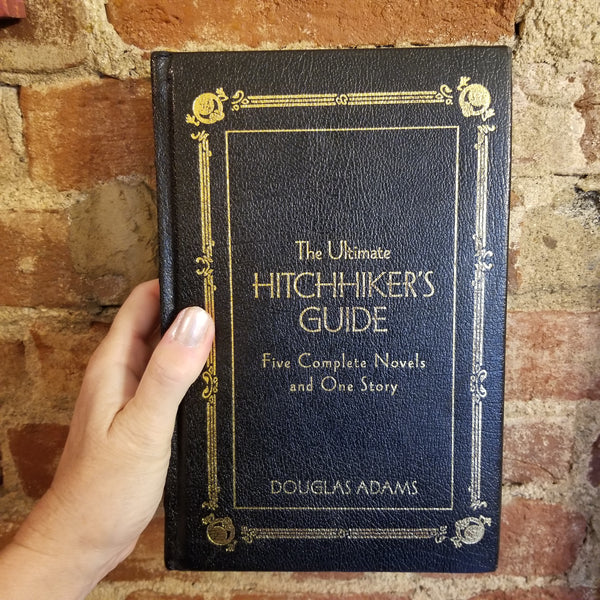 The Ultimate
HITCHHIKER'S
GUIDE
Five Complete Novels
and One Story
DOUGLAS ADAMS